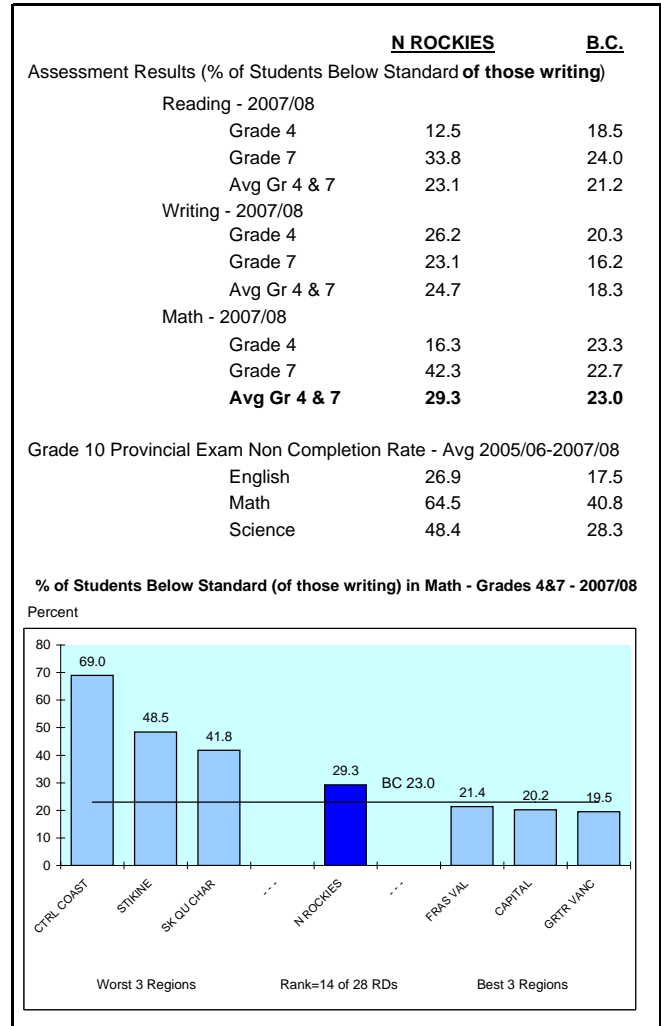 N ROCKIES B.C.
Assessment Results (% of Students Below Standard of those writing)
Reading - 2007/08
Grade 4 12.5 18.5
Grade 7 33.8 24.0
Avg Gr 4 & 7 23.1 21.2
Writing - 2007/08
Grade 4 26.2 20.3
Grade 7 23.1 16.2
Avg Gr 4 & 7 24.7 18.3
Math - 2007/08
Grade 4 16.3 23.3
Grade 7 42.3 22.7
Avg Gr 4 & 7 29.3 23.0
Grade 10 Provincial Exam Non Completion Rate - Avg 2005/06-2007/08
English 26.9 17.5
Math 64.5 40.8
Science 48.4 28.3
% of Students Below Standard (of those writing) in Math - Grades 4&7 - 2007/08
Percent
80
70
60
50
40
30
20
10
0
69.0
48.5
41.8
29.3
BC 23.0
21.4
20.2
19.5
CTRL COAST
STIKINE
SK QU CHAR
- - -
N ROCKIES
- - -
FRAS VAL
CAPITAL
GRTR VANC
Worst 3 Regions Rank=14 of 28 RDs Best 3 Regions